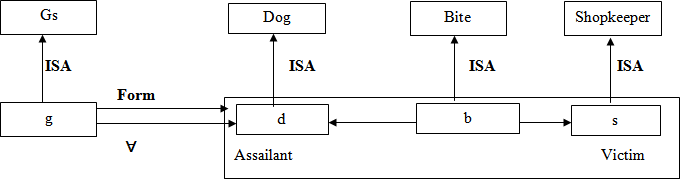 Gs Dog Bite Shopkeeper
ISA ISA ISA ISA
Form
g d b s
∀
Assailant Victim